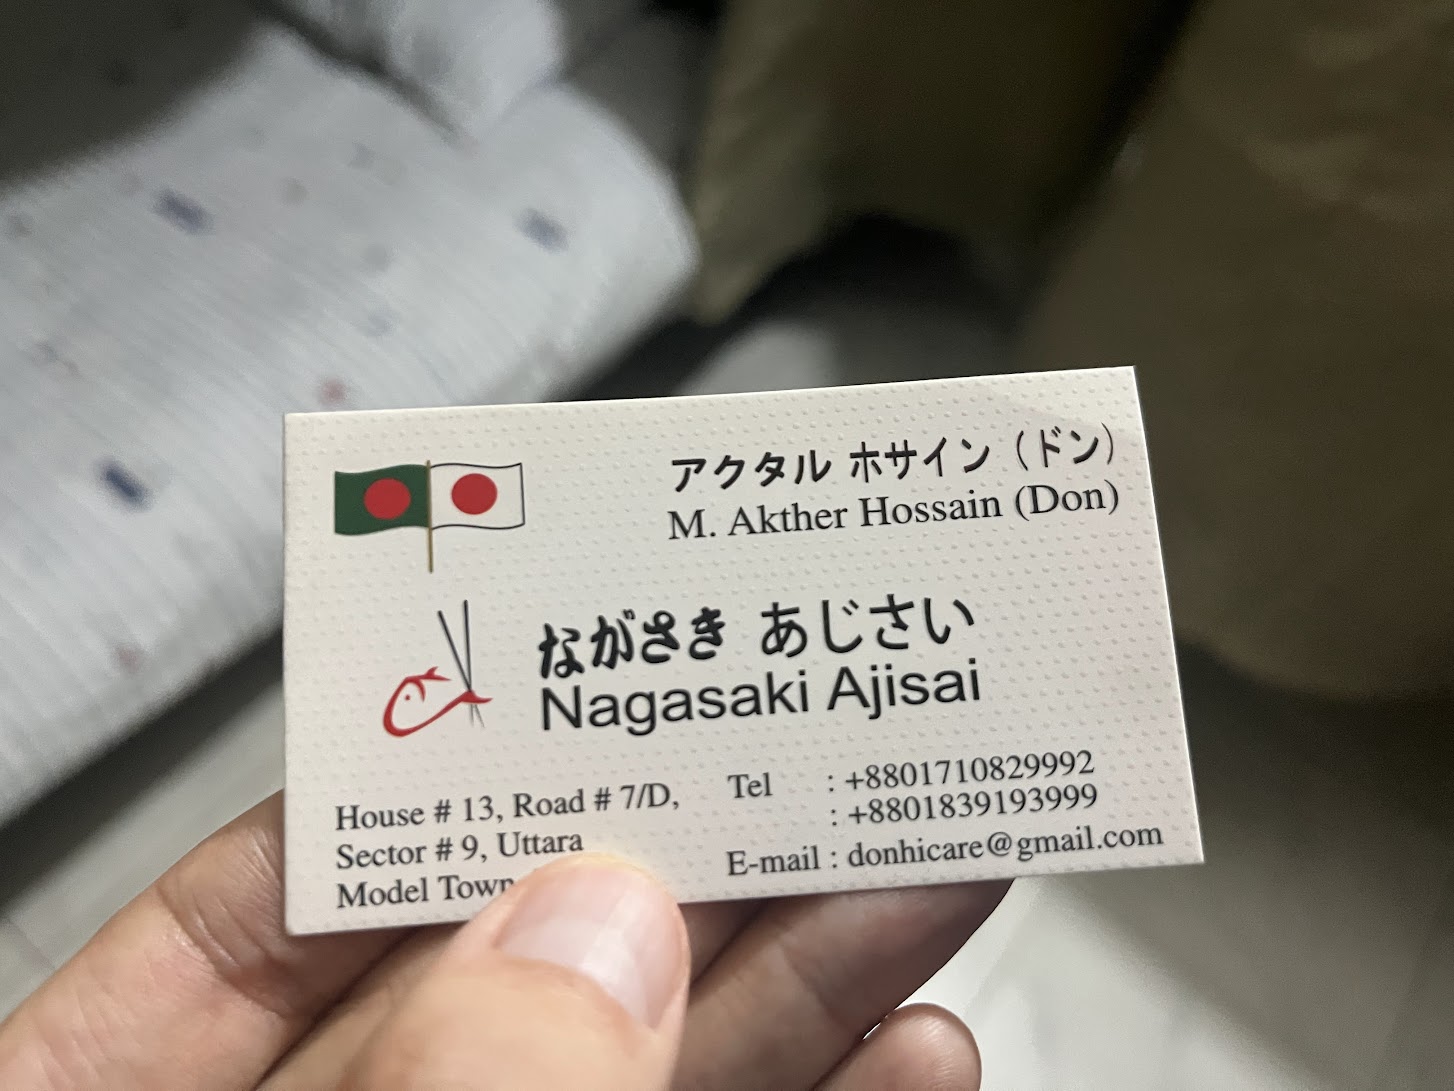 アクタル ホサイン（ドン）
M. Akther Hossain (Don)
ながさき あじさい
Nagasaki Ajisai
House # 13, Road # 7/D,
Sector # 9, Uttara
Model Town
Tel : +8801710829992
: +8801839193999
E-mail : donhicare@gmail.com